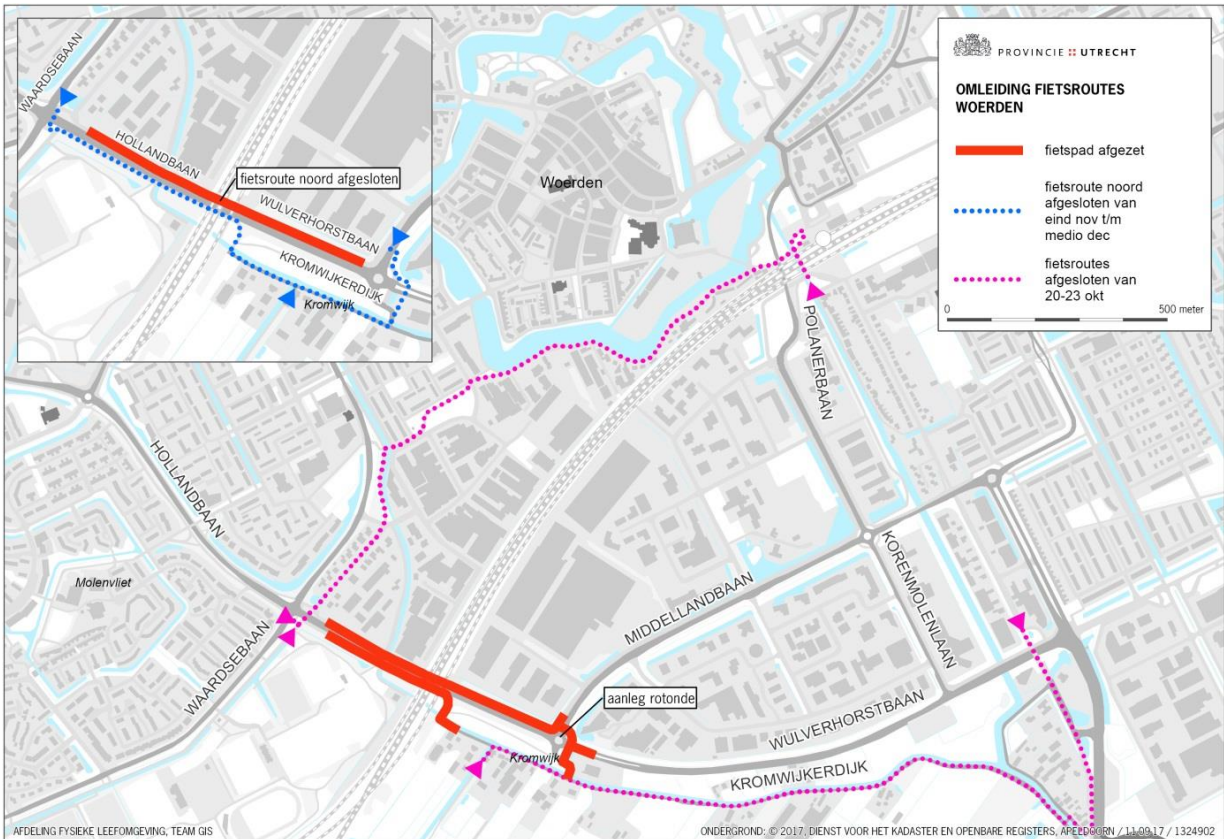 WAARDSEBAAN
HOLLANDBAAN
fietsroute noord afgesloten
WULVERHORSTBAAN
KROMWIJKERDIJK
Kromwijk
PROVINCIE UTRECHT
OMLEIDING FIETSROUTES
WOERDEN
fietspad afgezet
fietsroute noord
afgesloten van
eind nov t/m
medio dec
fietsroutes
afgesloten van
20-23 okt
0 500 meter
Woerden
POLANERBAAN
HOLLANDBAAN
Molenvliet
WAARDSEBAAN
MIDDELLANDBAAN
KORENMOLENLAAN
aanleg rotonde
WULVERHORSTBAAN
Kromwijk
KROMWIJKERDIJK
AFDELING FYSIEKE LEEFOMGEVING, TEAM GIS
ONDERGROND: © 2017, DIENST VOOR HET KADASTER EN OPENBARE REGISTERS, APELDOORN / 11-09-17 / 1324903